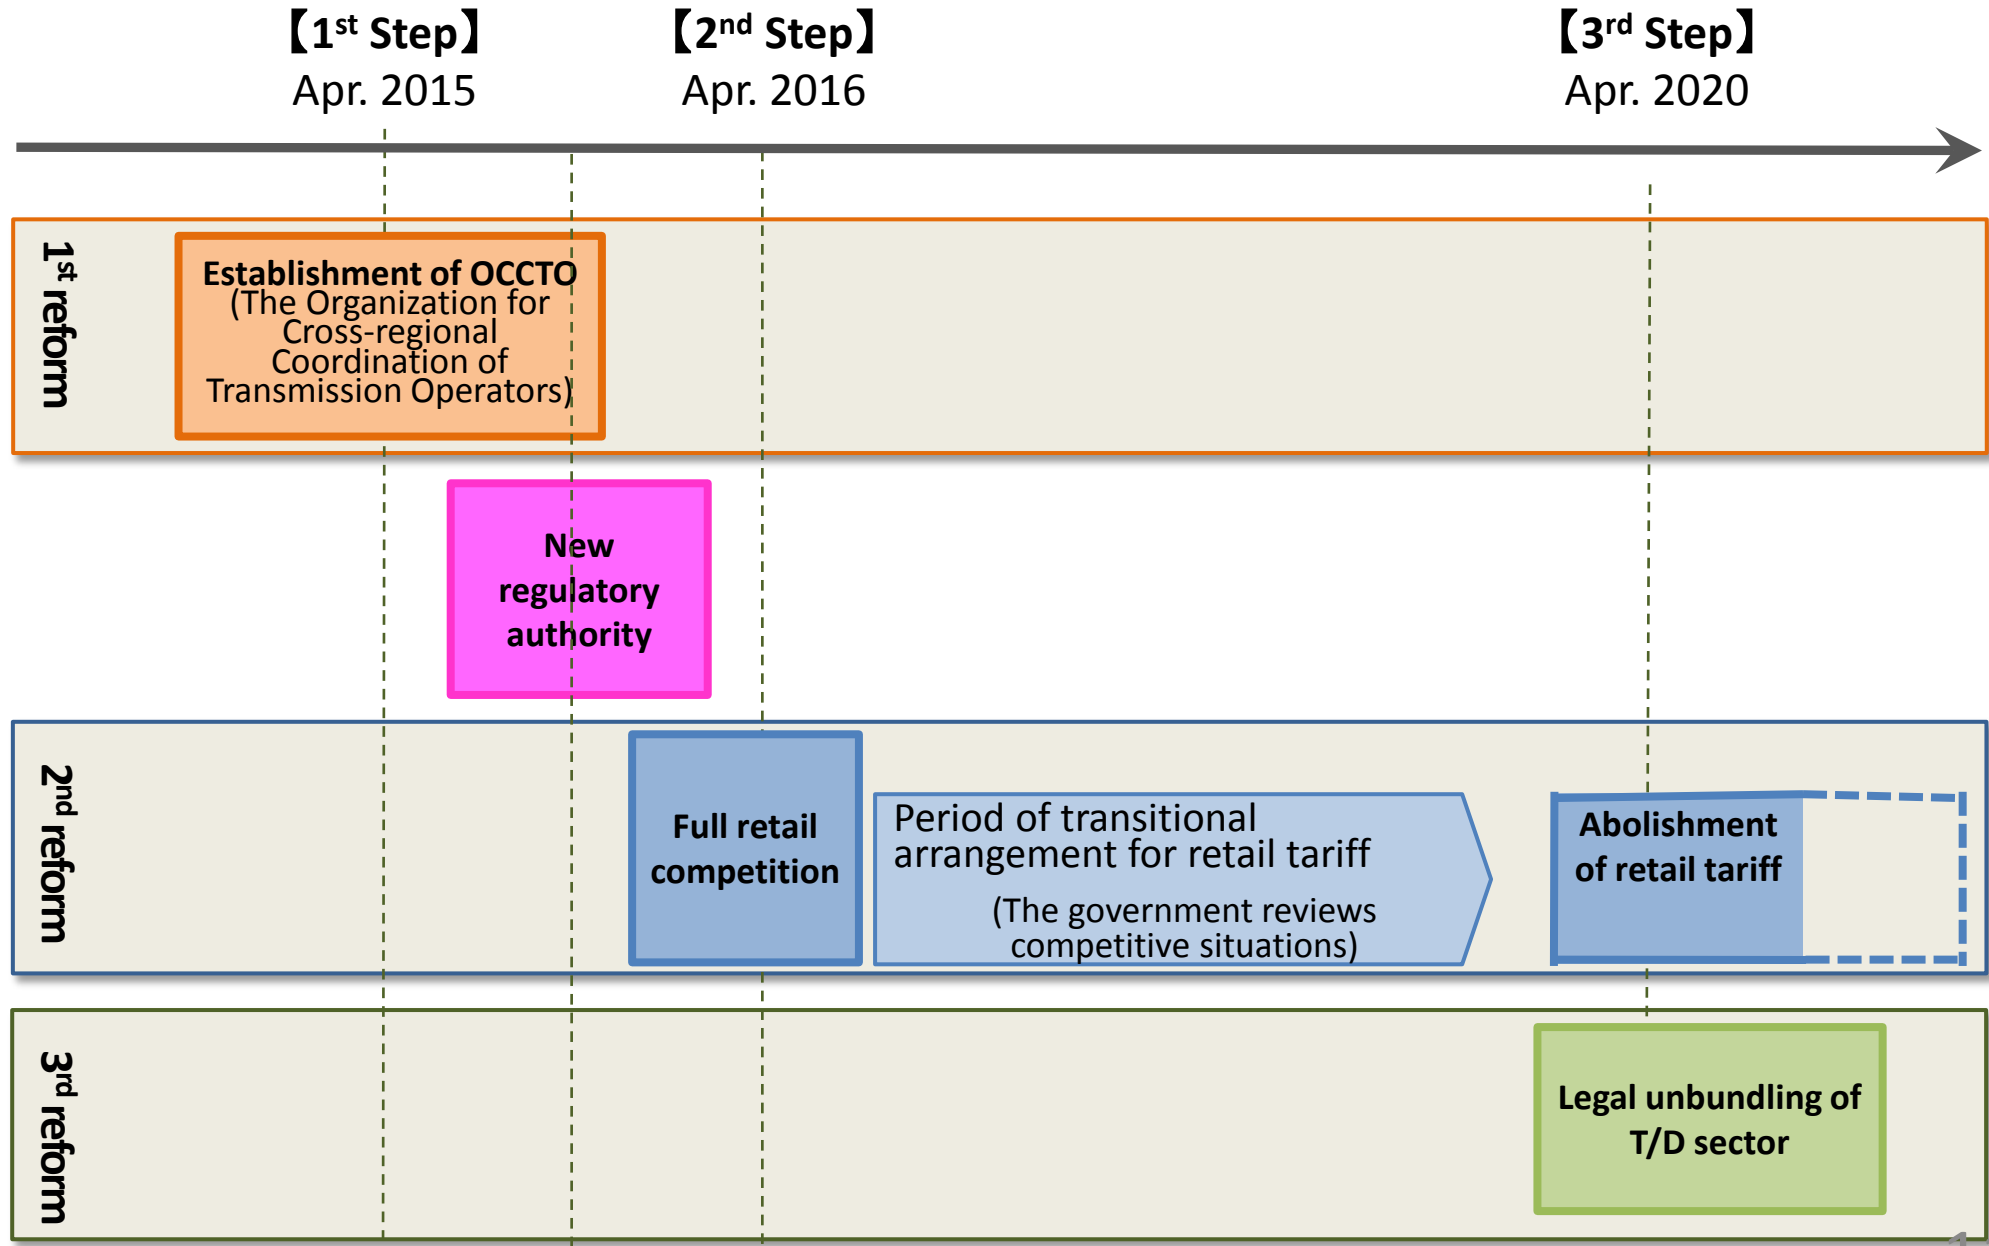 【1st Step】
Apr. 2015
【2nd Step】
Apr. 2016
【3rd Step】
Apr. 2020
1st reform
Establishment of OCCTO
(The Organization for
Cross-regional
Coordination of
Transmission Operators)
New
regulatory
authority
2nd reform
Full retail
competition
Period of transitional
arrangement for retail tariff
(The government reviews
competitive situations)
Abolishment
of retail tariff
3rd reform
Legal unbundling of
T/D sector